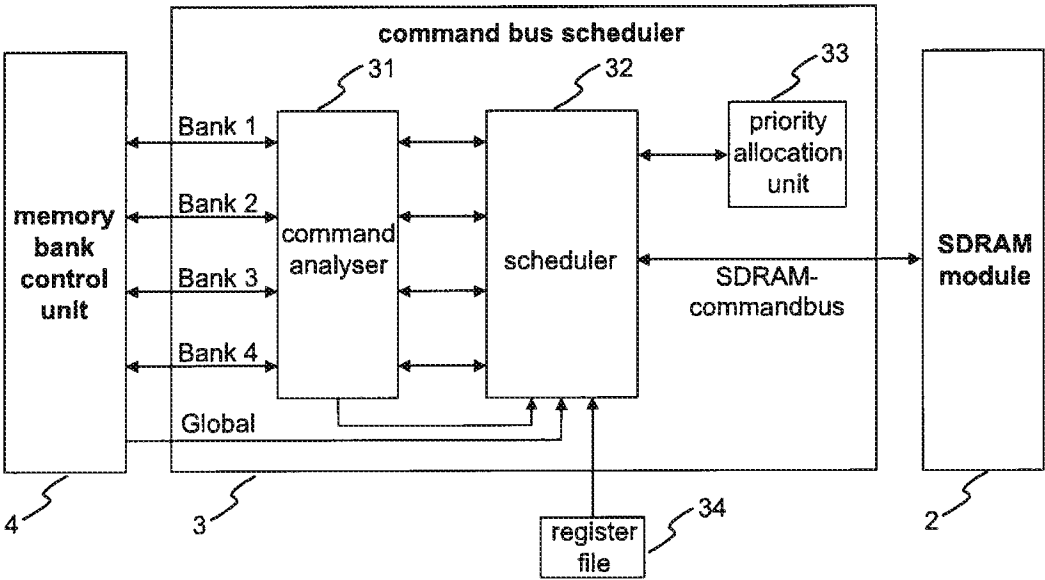 command bus scheduler
31
32
33
Bank 1
Bank 2
Bank 3
Bank 4
Global
memory
bank
control
unit
command
analyser
scheduler
priority
allocation
unit
SDRAM-
commandbus
SDRAM
module
4
3
register
file
34
2